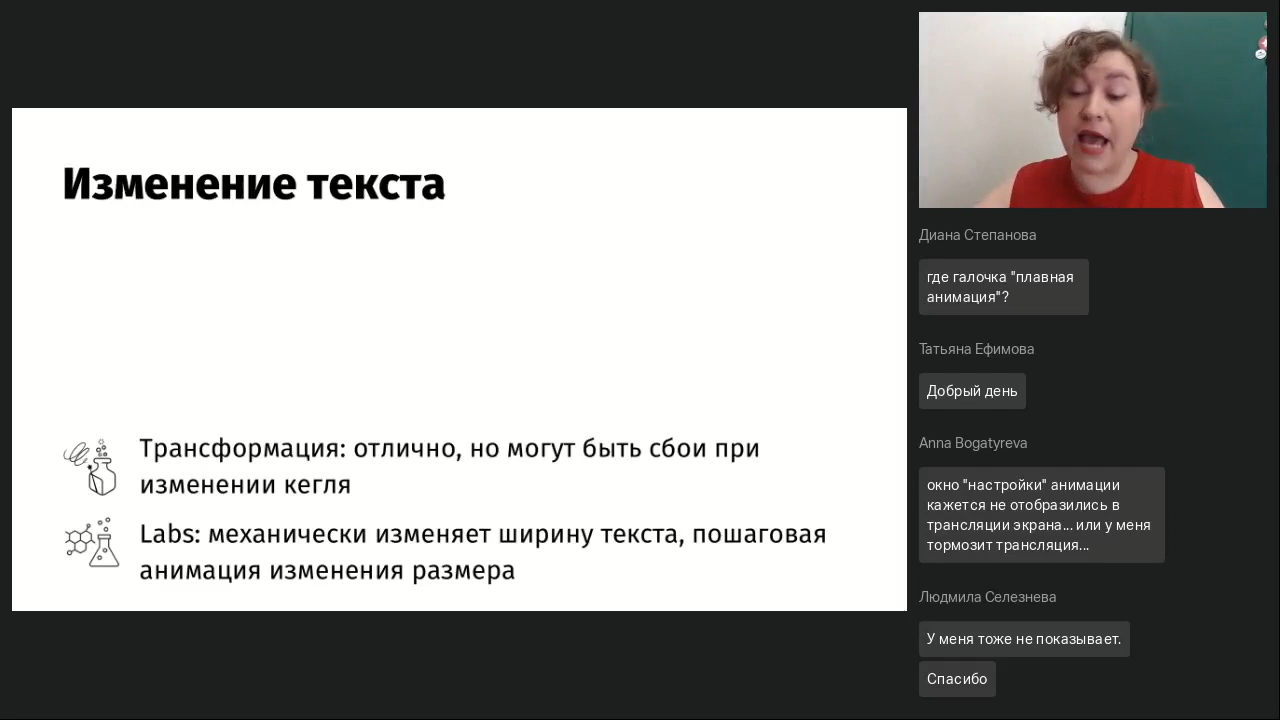 Изменение текста
Трансформация: отлично, но могут быть сбои при
изменении кегля
Labs: механически изменяет ширину текста, пошаговая
анимация изменения размера
Диана Степанова
где галочка "плавная
анимация"?
Татьяна Ефимова
Добрый день
Anna Bogatyreva
окно "настройки" анимации
кажется не отобразились в
трансляции экрана... или у меня
тормозит трансляция...
Людмила Селезнева
У меня тоже не показывает.
Спасибо